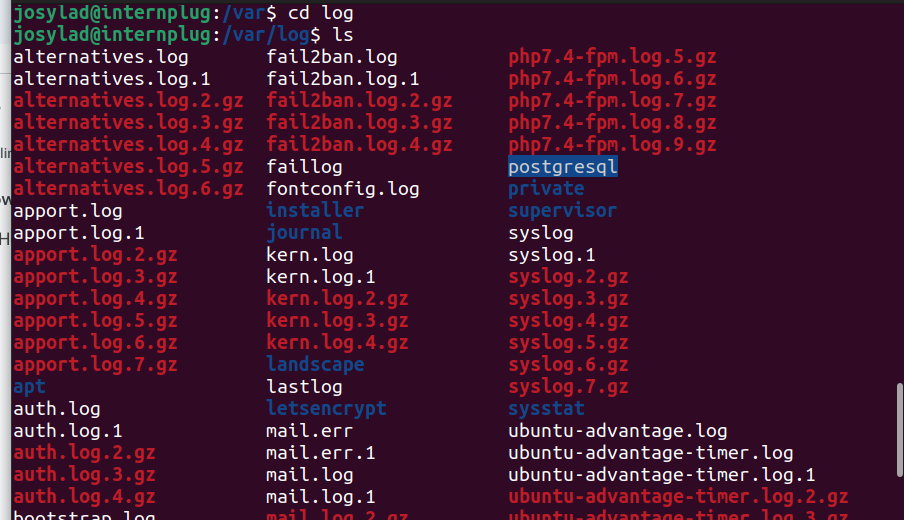 josylad@internplug:/var$ cd log
josylad@internplug:/var/log$ ls
alternatives.log fail2ban.log php7.4-fpm.log.5.gz
alternatives.log.1 fail2ban.log.1 php7.4-fpm.log.6.gz
alternatives.log.2.gz fail2ban.log.2.gz php7.4-fpm.log.7.gz
alternatives.log.3.gz fail2ban.log.3.gz php7.4-fpm.log.8.gz
alternatives.log.4.gz fail2ban.log.4.gz php7.4-fpm.log.9.gz
alternatives.log.5.gz faillog postgresql
alternatives.log.6.gz fontconfig.log private
apport.log installer supervisor
apport.log.1 journal syslog
apport.log.2.gz kern.log syslog.1
apport.log.3.gz kern.log.1 syslog.2.gz
apport.log.4.gz kern.log.2.gz syslog.3.gz
apport.log.5.gz kern.log.3.gz syslog.4.gz
apport.log.6.gz kern.log.4.gz syslog.5.gz
apport.log.7.gz landscape syslog.6.gz
apt lastlog syslog.7.gz
auth.log letsencrypt sysstat
auth.log.1 mail.err ubuntu-advantage.log
auth.log.2.gz mail.err.1 ubuntu-advantage-timer.log
auth.log.3.gz mail.log ubuntu-advantage-timer.log.1
auth.log.4.gz mail.log.1 ubuntu-advantage-timer.log.2.gz
bootstrap.log mail.log.2.gz ubuntu-advantage-timer.log.3.gz